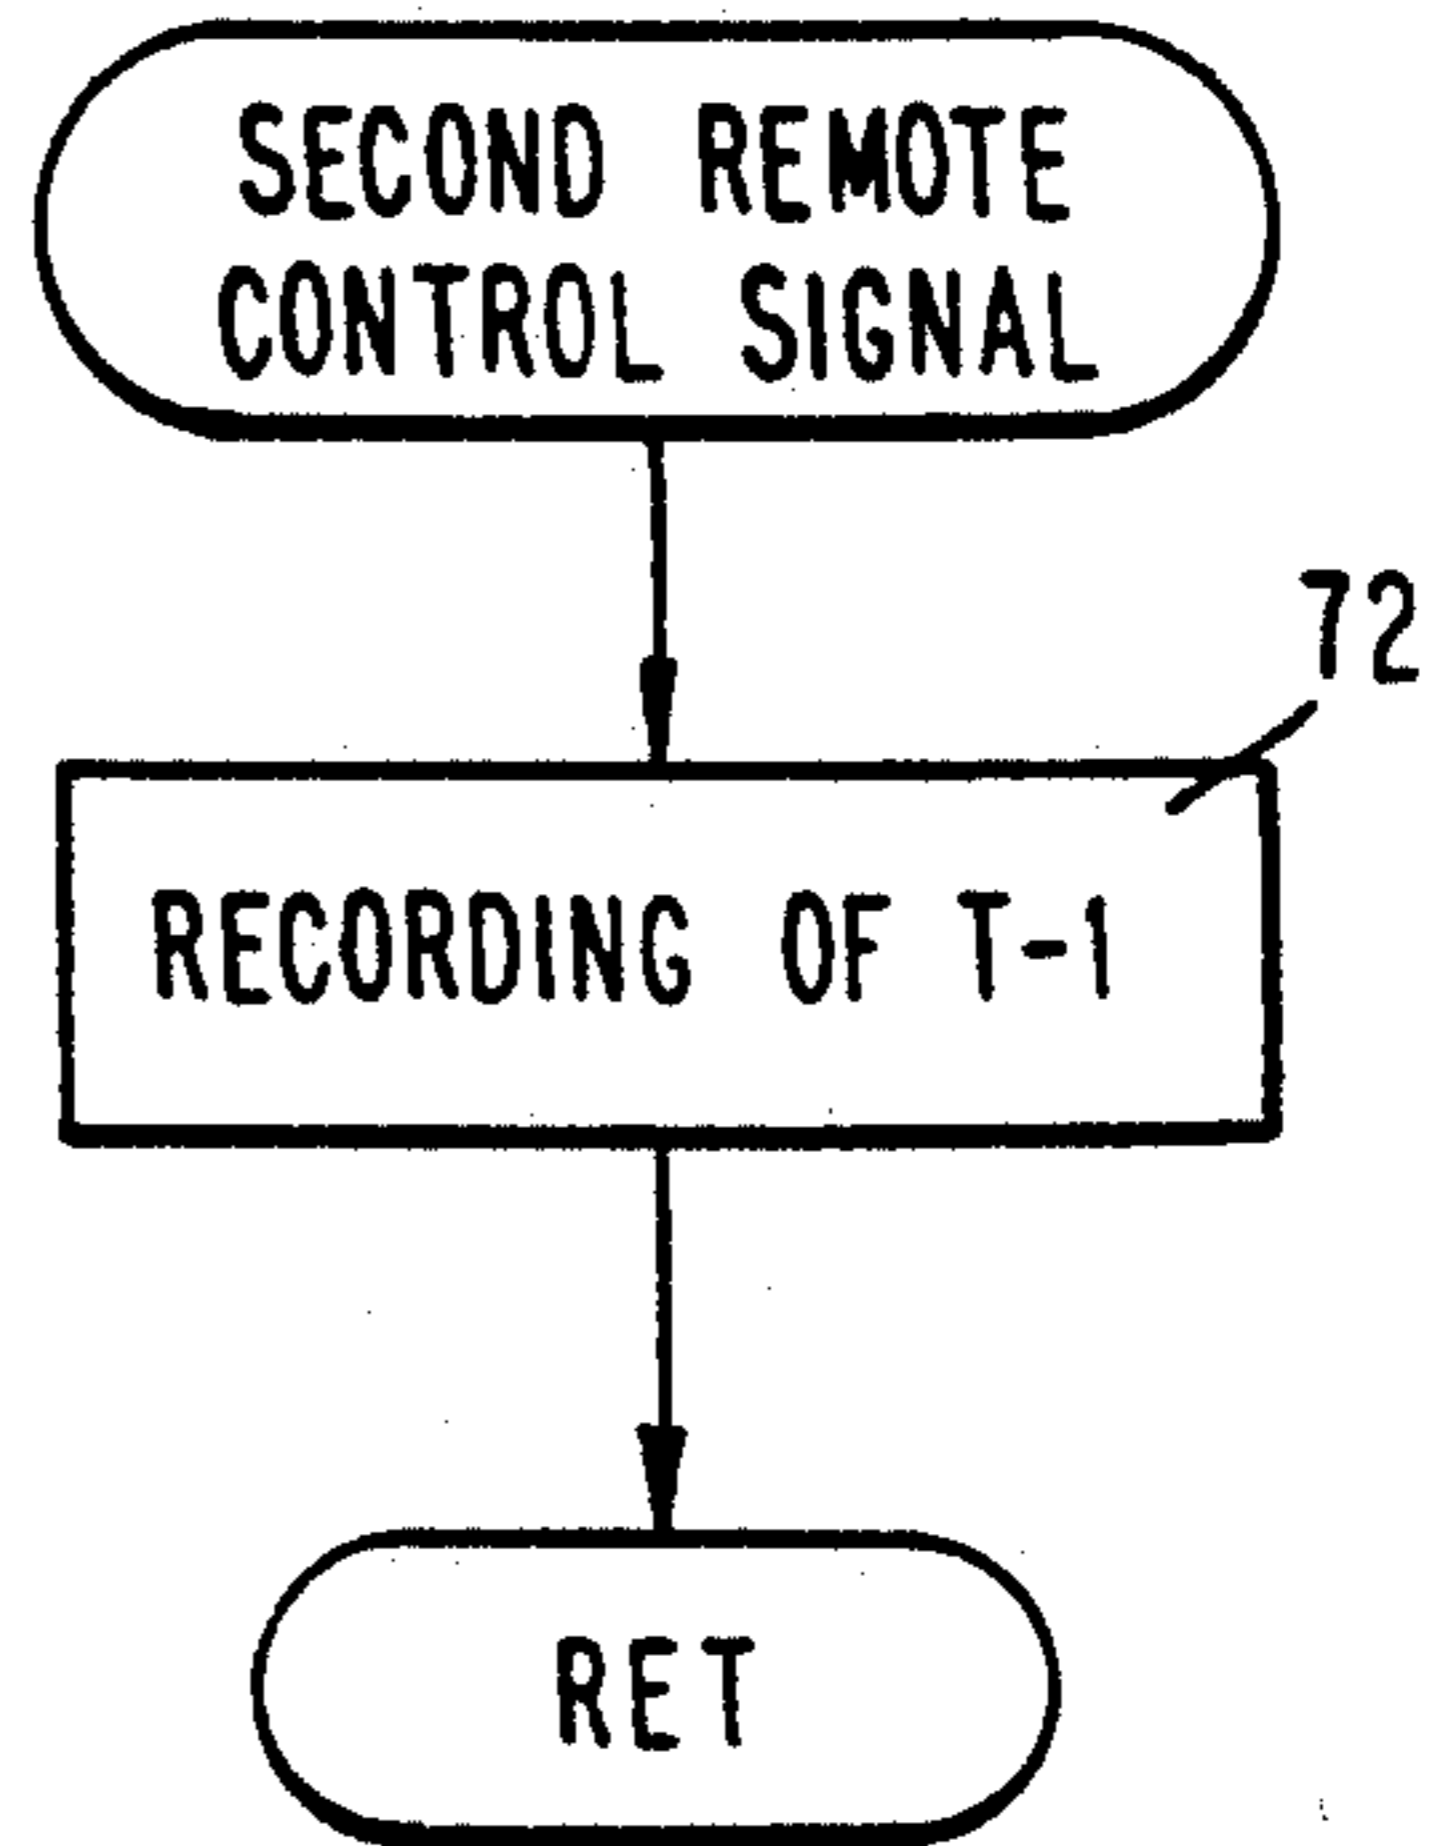 SECOND REMOTE
CONTROL SIGNAL
72
RECORDING OF T-1
RET